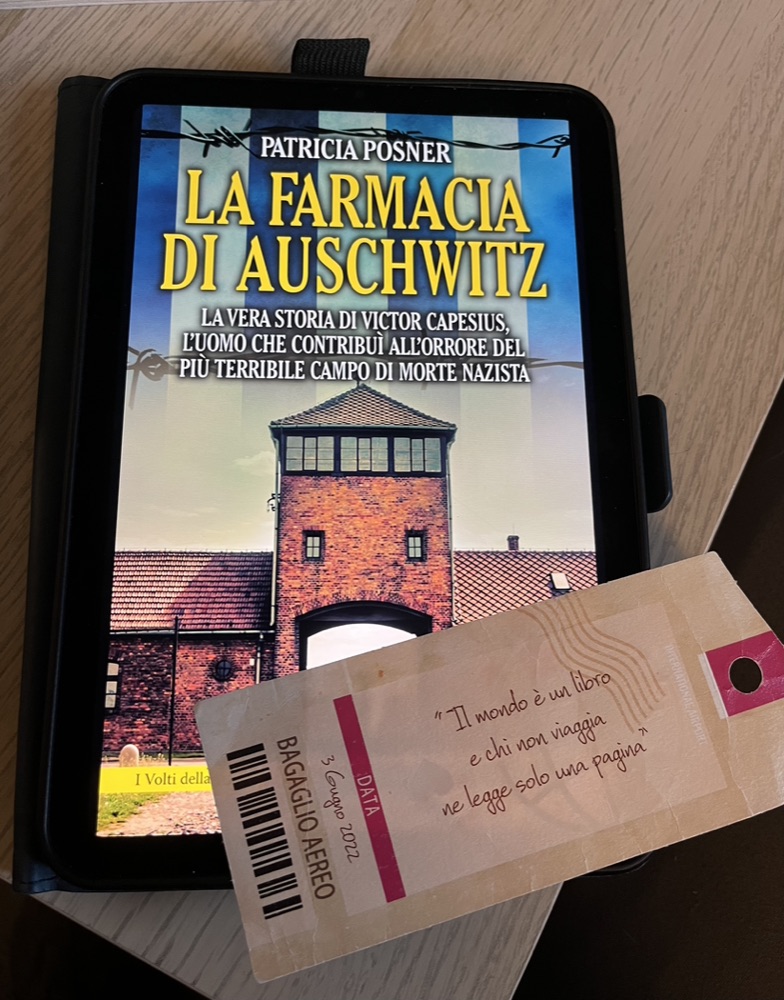 PATRICIA POSNER
LA FARMACIA
DI AUSCHWITZ
LA VERA STORIA DI VICTOR CAPESIUS,
L'UOMO CHE CONTRIBUÌ ALL'ORRORE DEL
PIÙ TERRIBILE CAMPO DI MORTE NAZISTA
I Volti della
BAGAGLIO AEREO
3 Giugno 2022
DATA
"Il mondo è un libro
e chi non viaggia
ne legge solo una pagina"